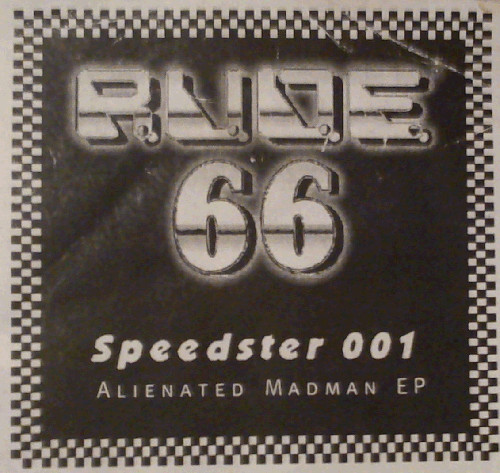 R.U.D.E.
66
Speedster 001
ALIENATED MADMAN EP